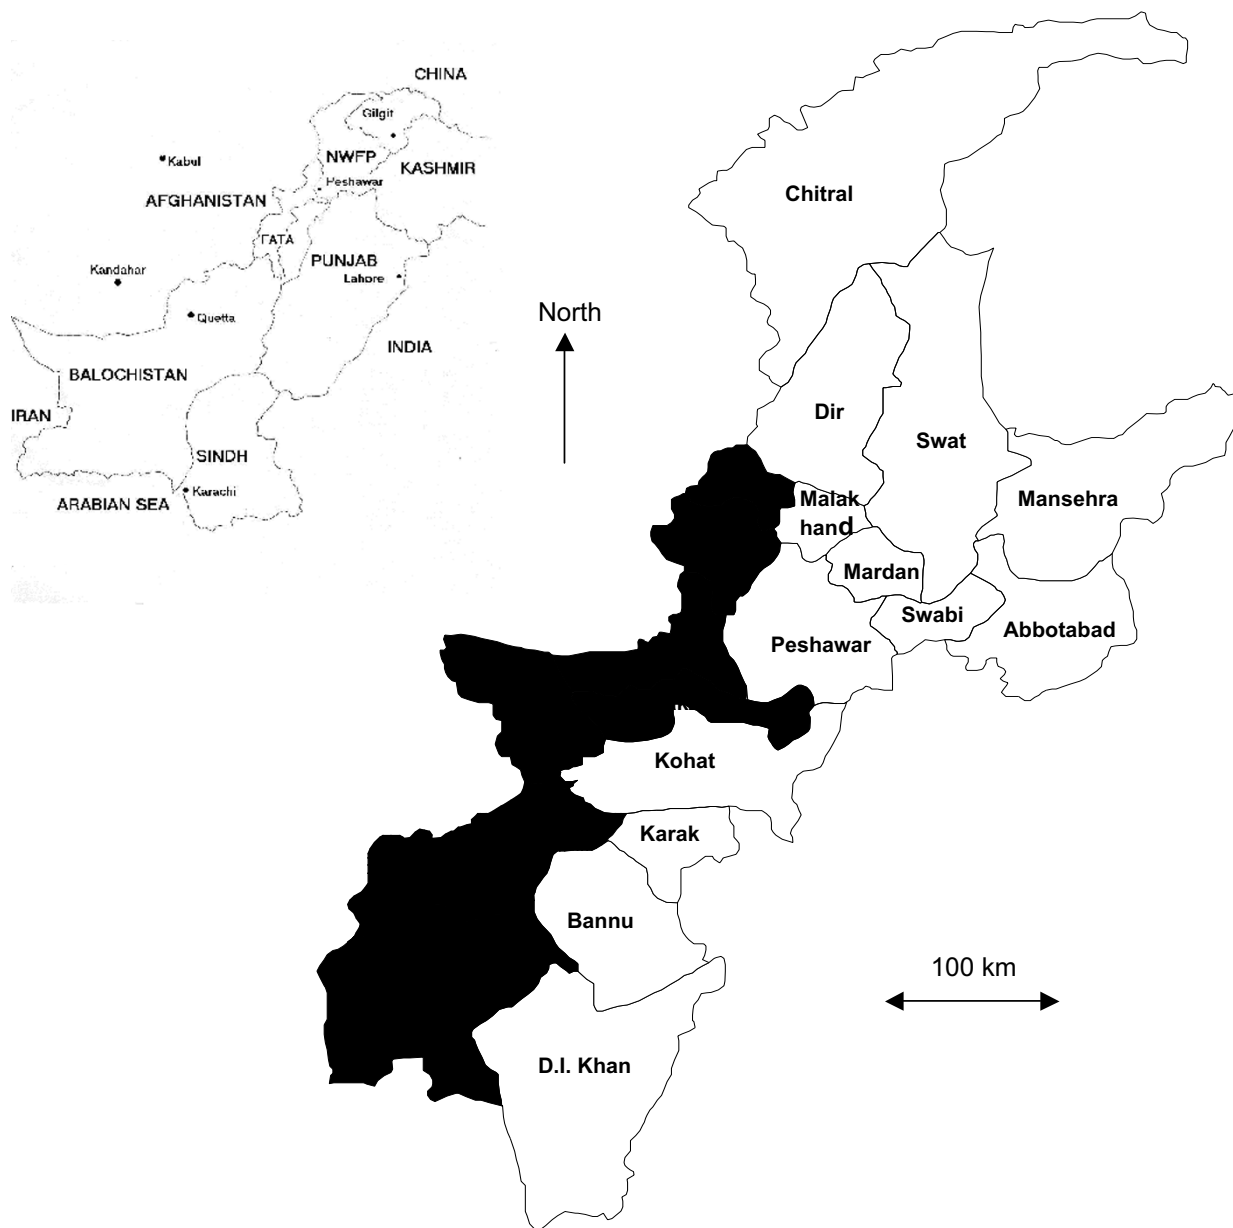 CHINA
Gilgit
NWFP
KASHMIR
Kabul
Peshawar
AFGHANISTAN
FATA
PUNJAB
Lahore
Kandahar
Quetta
INDIA
BALOCHISTAN
IRAN
SINDH
Karachi
ARABIAN SEA
North
Chitral
Dir
Swat
Malak
hand
Mansehra
Mardan
Swabi
Abbotabad
Peshawar
Kohat
Karak
Bannu
100 km
D.I. Khan